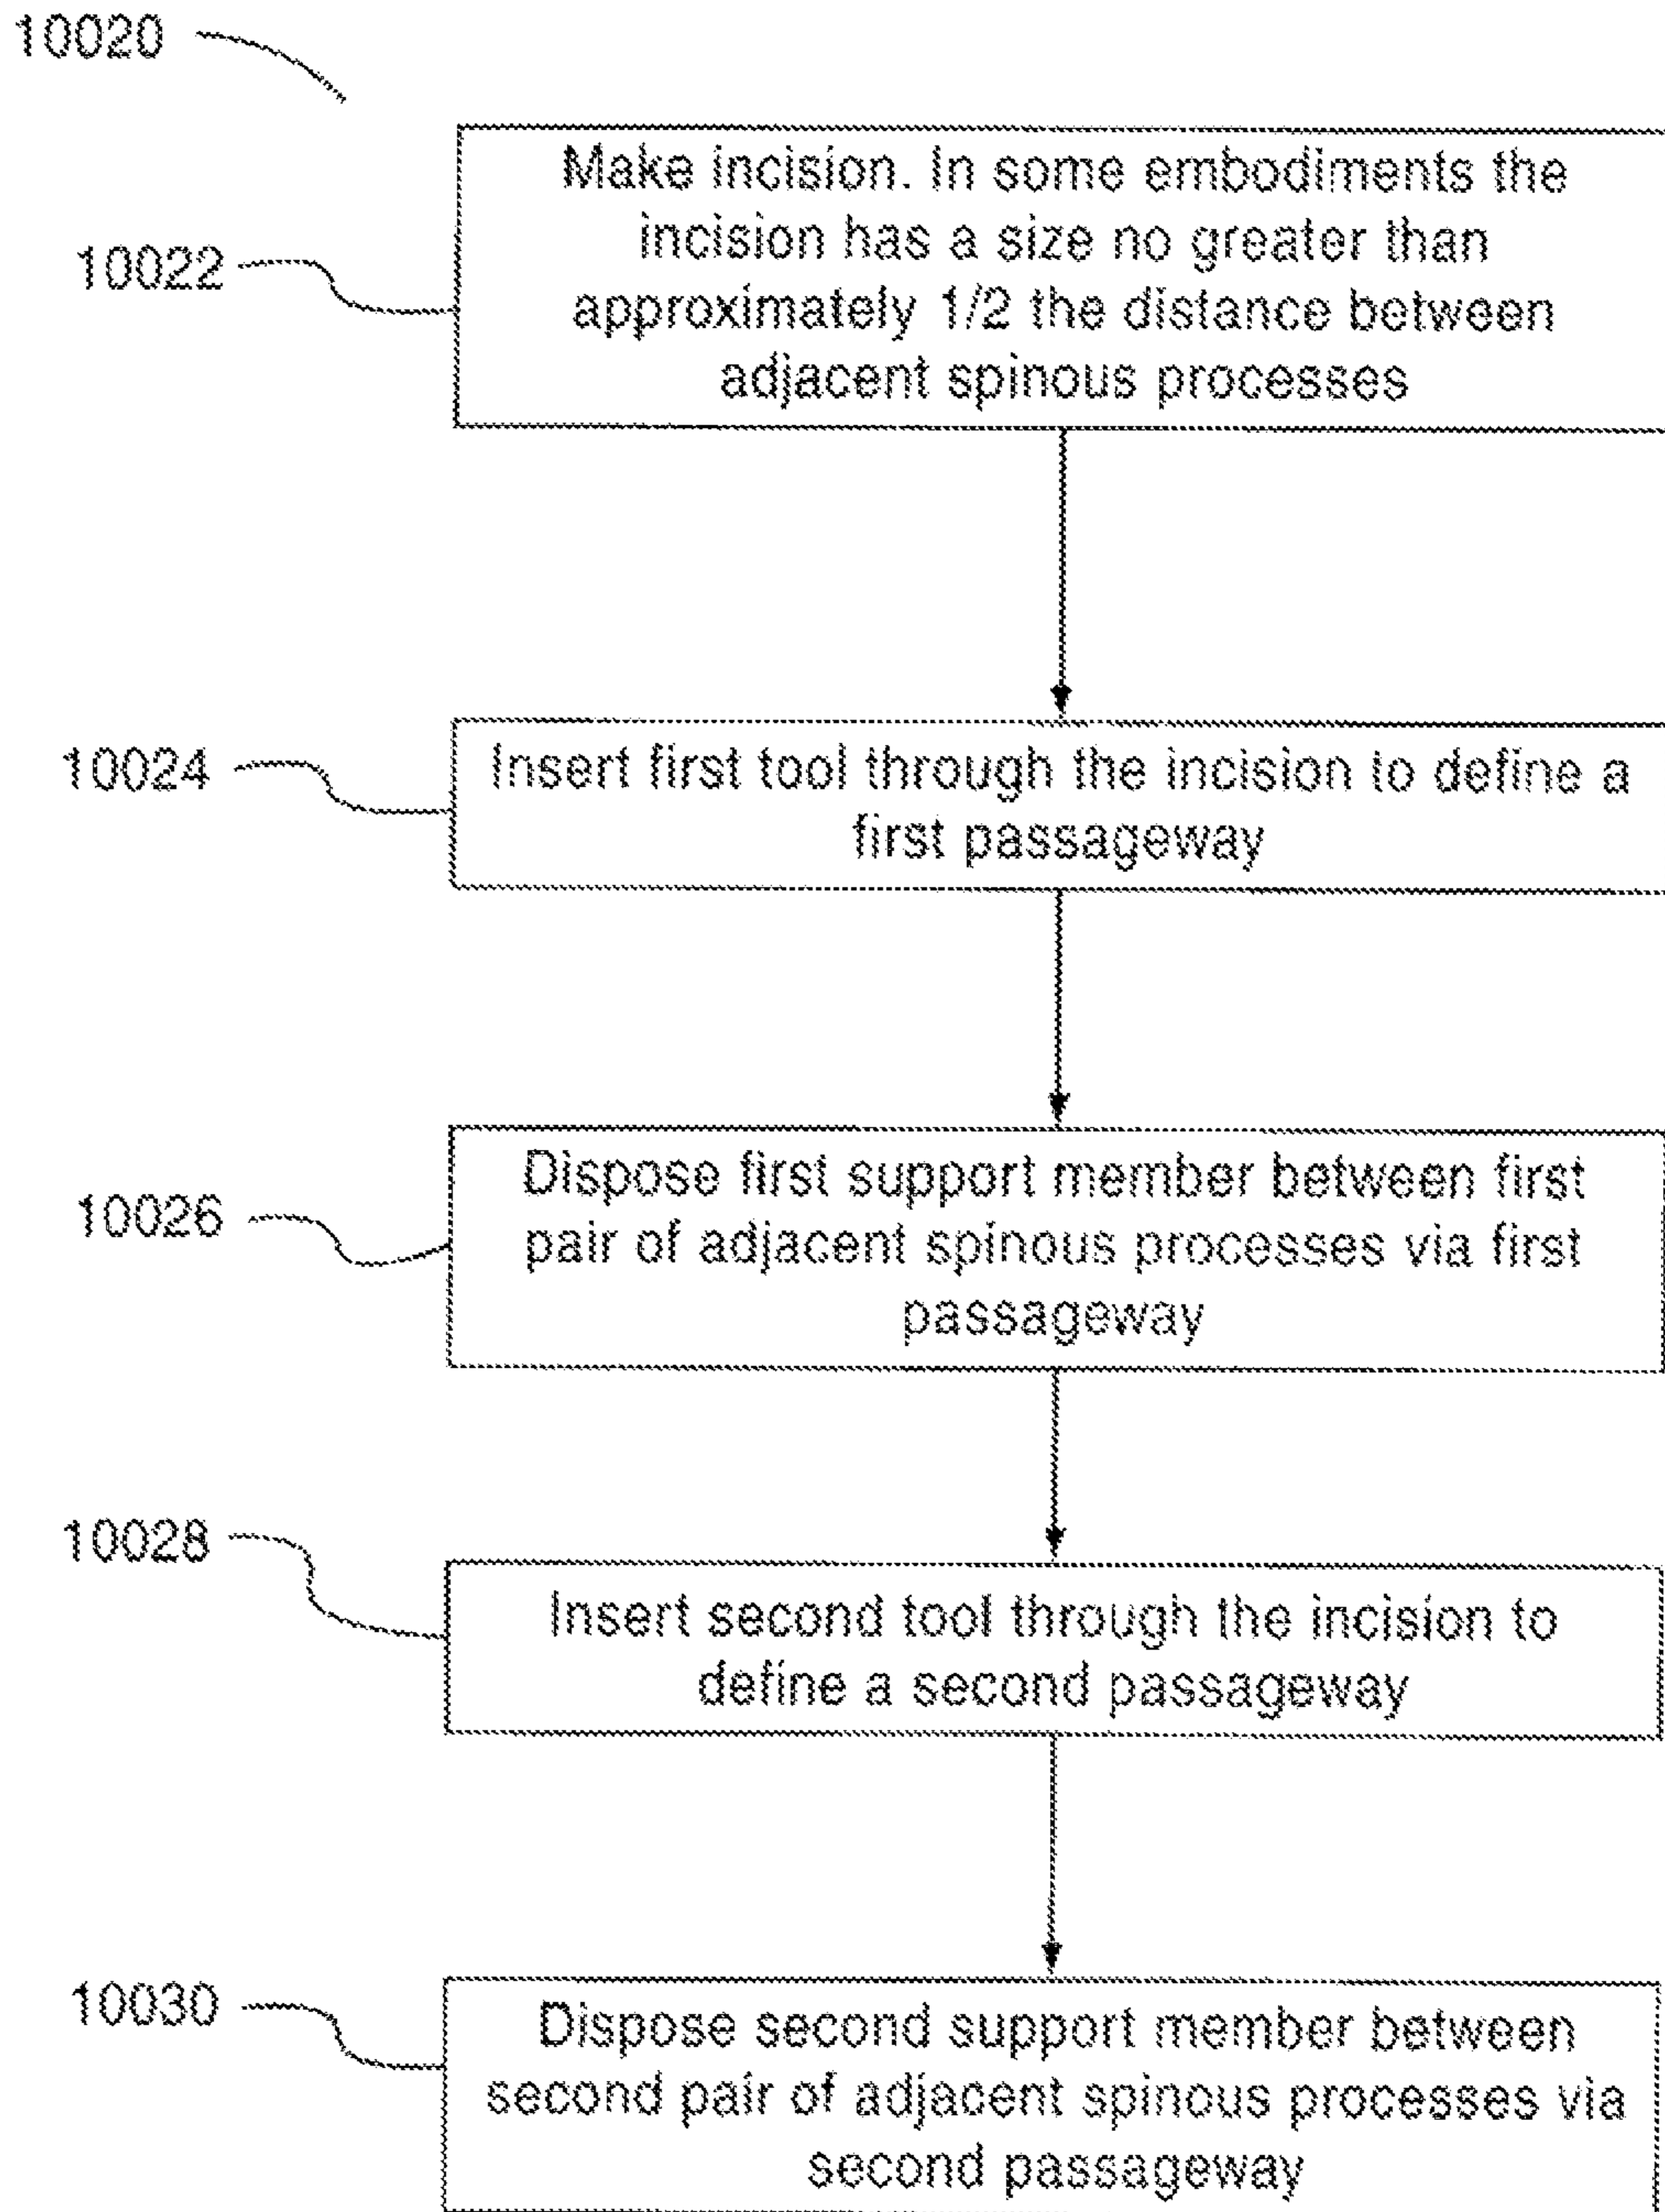 10020
10022
Make incision. In some embodiments the
incision has a size no greater than
approximately 1/2 the distance between
adjacent spinous processes
10024
Insert first tool through the incision to define a
first passageway
10026
Dispose first support member between first
pair of adjacent spinous processes via first
passageway
10028
Insert second tool through the incision to
define a second passageway
10030
Dispose second support member between
second pair of adjacent spinous processes via
second passageway